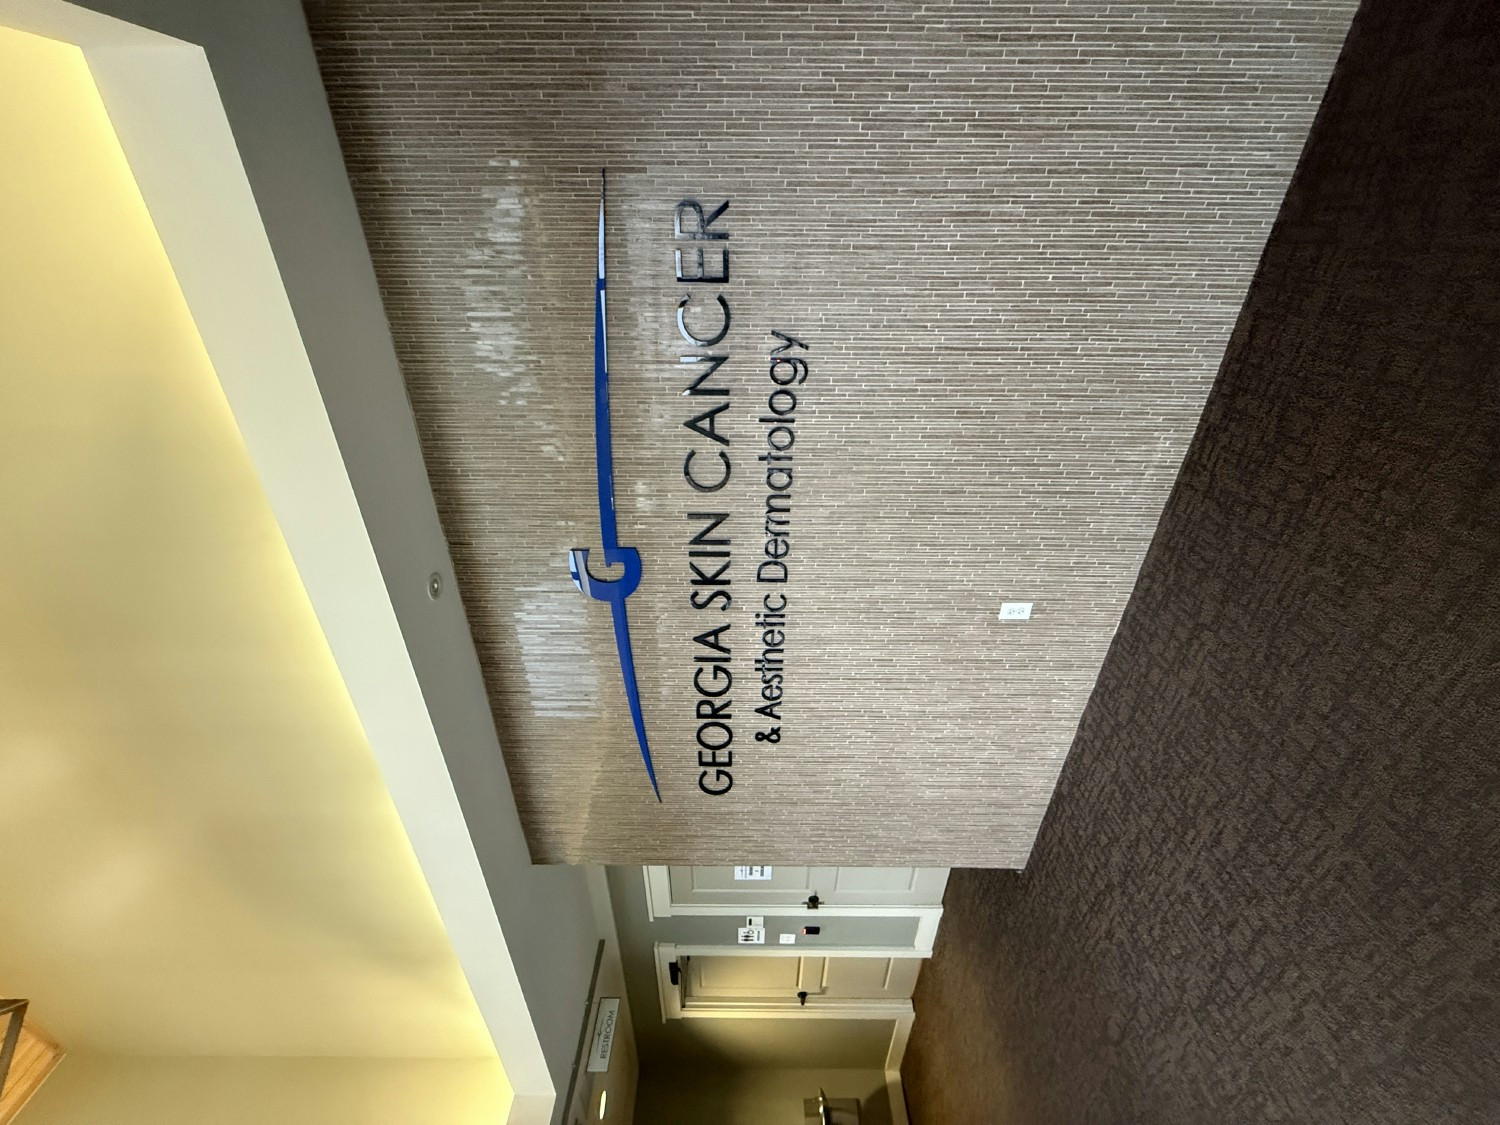 G
GEORGIA SKIN CANCER
& Aesthetic Dermatology
RESTROOM